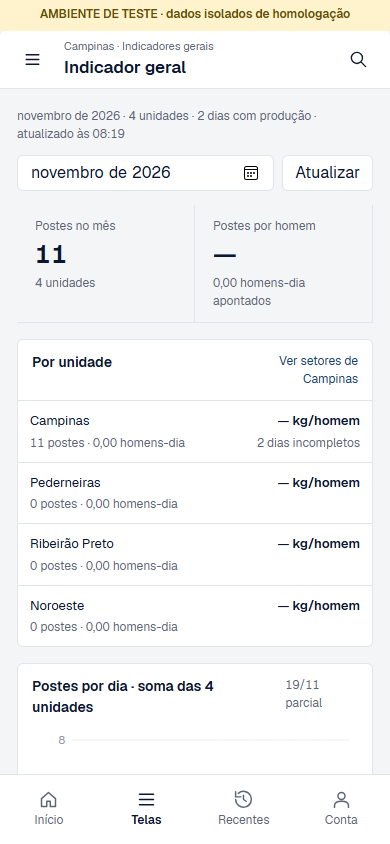 AMBIENTE DE TESTE · dados isolados de homologação
Campinas · Indicadores gerais
Indicador geral
novembro de 2026 · 4 unidades · 2 dias com produção ·
atualizado às 08:19
novembro de 2026
Atualizar
Postes no mês
11
4 unidades
Postes por homem
—
0,00 homens-dia
apontados
Por unidade
Ver setores de
Campinas
Campinas
— kg/homem
11 postes · 0,00 homens-dia
2 dias incompletos
Pederneiras
— kg/homem
0 postes · 0,00 homens-dia
Ribeirão Preto
— kg/homem
0 postes · 0,00 homens-dia
Noroeste
— kg/homem
0 postes · 0,00 homens-dia
Postes por dia · soma das 4
unidades
19/11
parcial
8
Início
Telas
Recentes
Conta